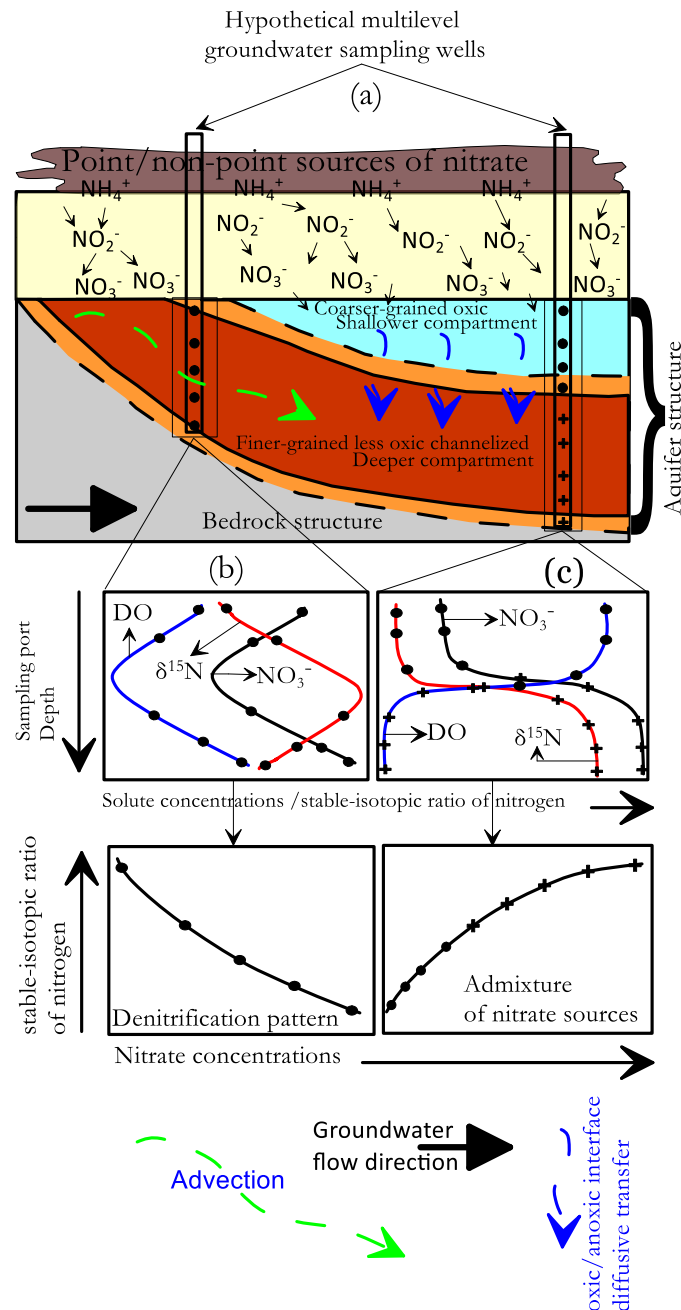 Hypothetical multilevel
groundwater sampling wells
(a)
Point/non-point sources of nitrate
NH₄⁺ NH₄⁺ NH₄⁺ NH₄⁺
NO₂⁻ NO₂⁻ NO₂⁻ NO₂⁻ NO₂⁻ NO₂⁻
NO₃⁻ NO₃⁻ NO₃⁻ NO₃⁻ NO₃⁻ NO₃⁻
Coarser-grained oxic
Shallower compartment
Finer-grained less oxic channelized
Deeper compartment
Bedrock structure
Aquifer structure
(b)
(c)
Sampling port
Depth
DO
δ¹⁵N
NO₃⁻
NO₃⁻
DO
δ¹⁵N
Solute concentrations /stable-isotopic ratio of nitrogen
stable-isotopic ratio
of nitrogen
Denitrification pattern
Admixture
of nitrate sources
Nitrate concentrations
Advection
Groundwater
flow direction
oxic/anoxic interface
diffusive transfer